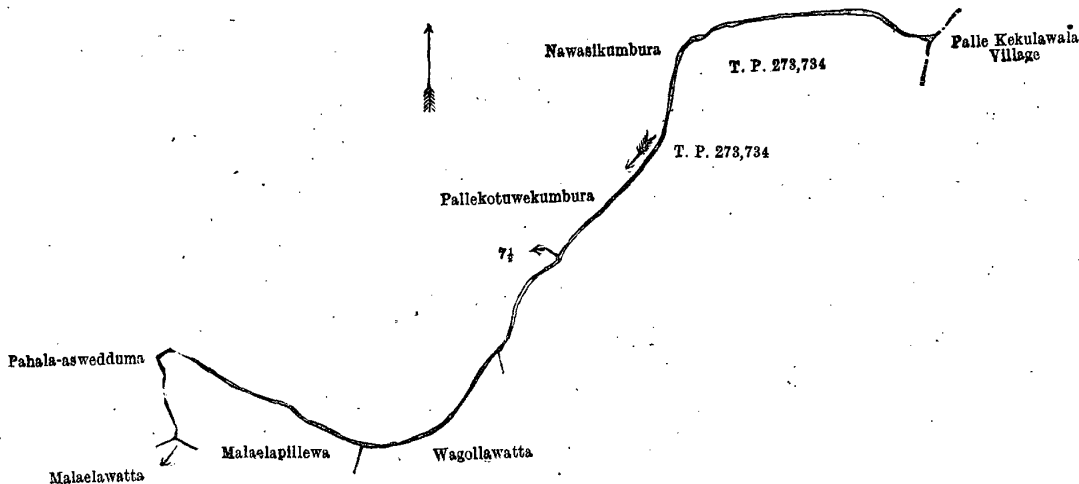 Nawasikumbura
Palle Kekulawala
Village
T. P. 273,734
T. P. 273,734
Pallekotuwekumbura
7½
Pahala-aswedduma
Malaelapillewa
Wagollawatta
Malaelawatta